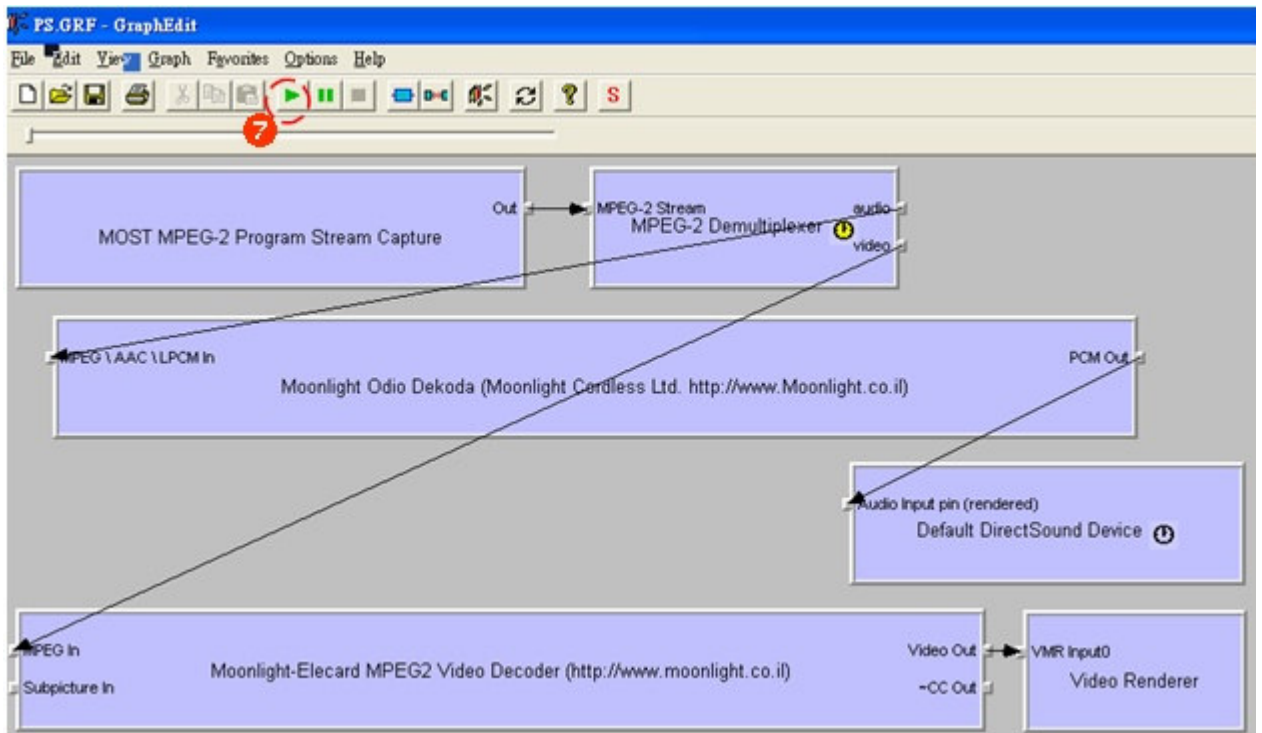 PS.GRF - GraphEdit
File Edit View Graph Favorites Options Help
S
7
Out
MPEG-2 Stream
audio
MOST MPEG-2 Program Stream Capture
MPEG-2 Demultiplexer
video
MPEG \ AAC \ LPCM In
PCM Out
Moonlight Odio Dekoda (Moonlight Cordless Ltd. http://www.Moonlight.co.il)
Audio Input pin (rendered)
Default DirectSound Device
MPEG In
Video Out
VMR Input0
Moonlight-Elecard MPEG2 Video Decoder (http://www.moonlight.co.il)
Video Renderer
Subpicture In
~CC Out